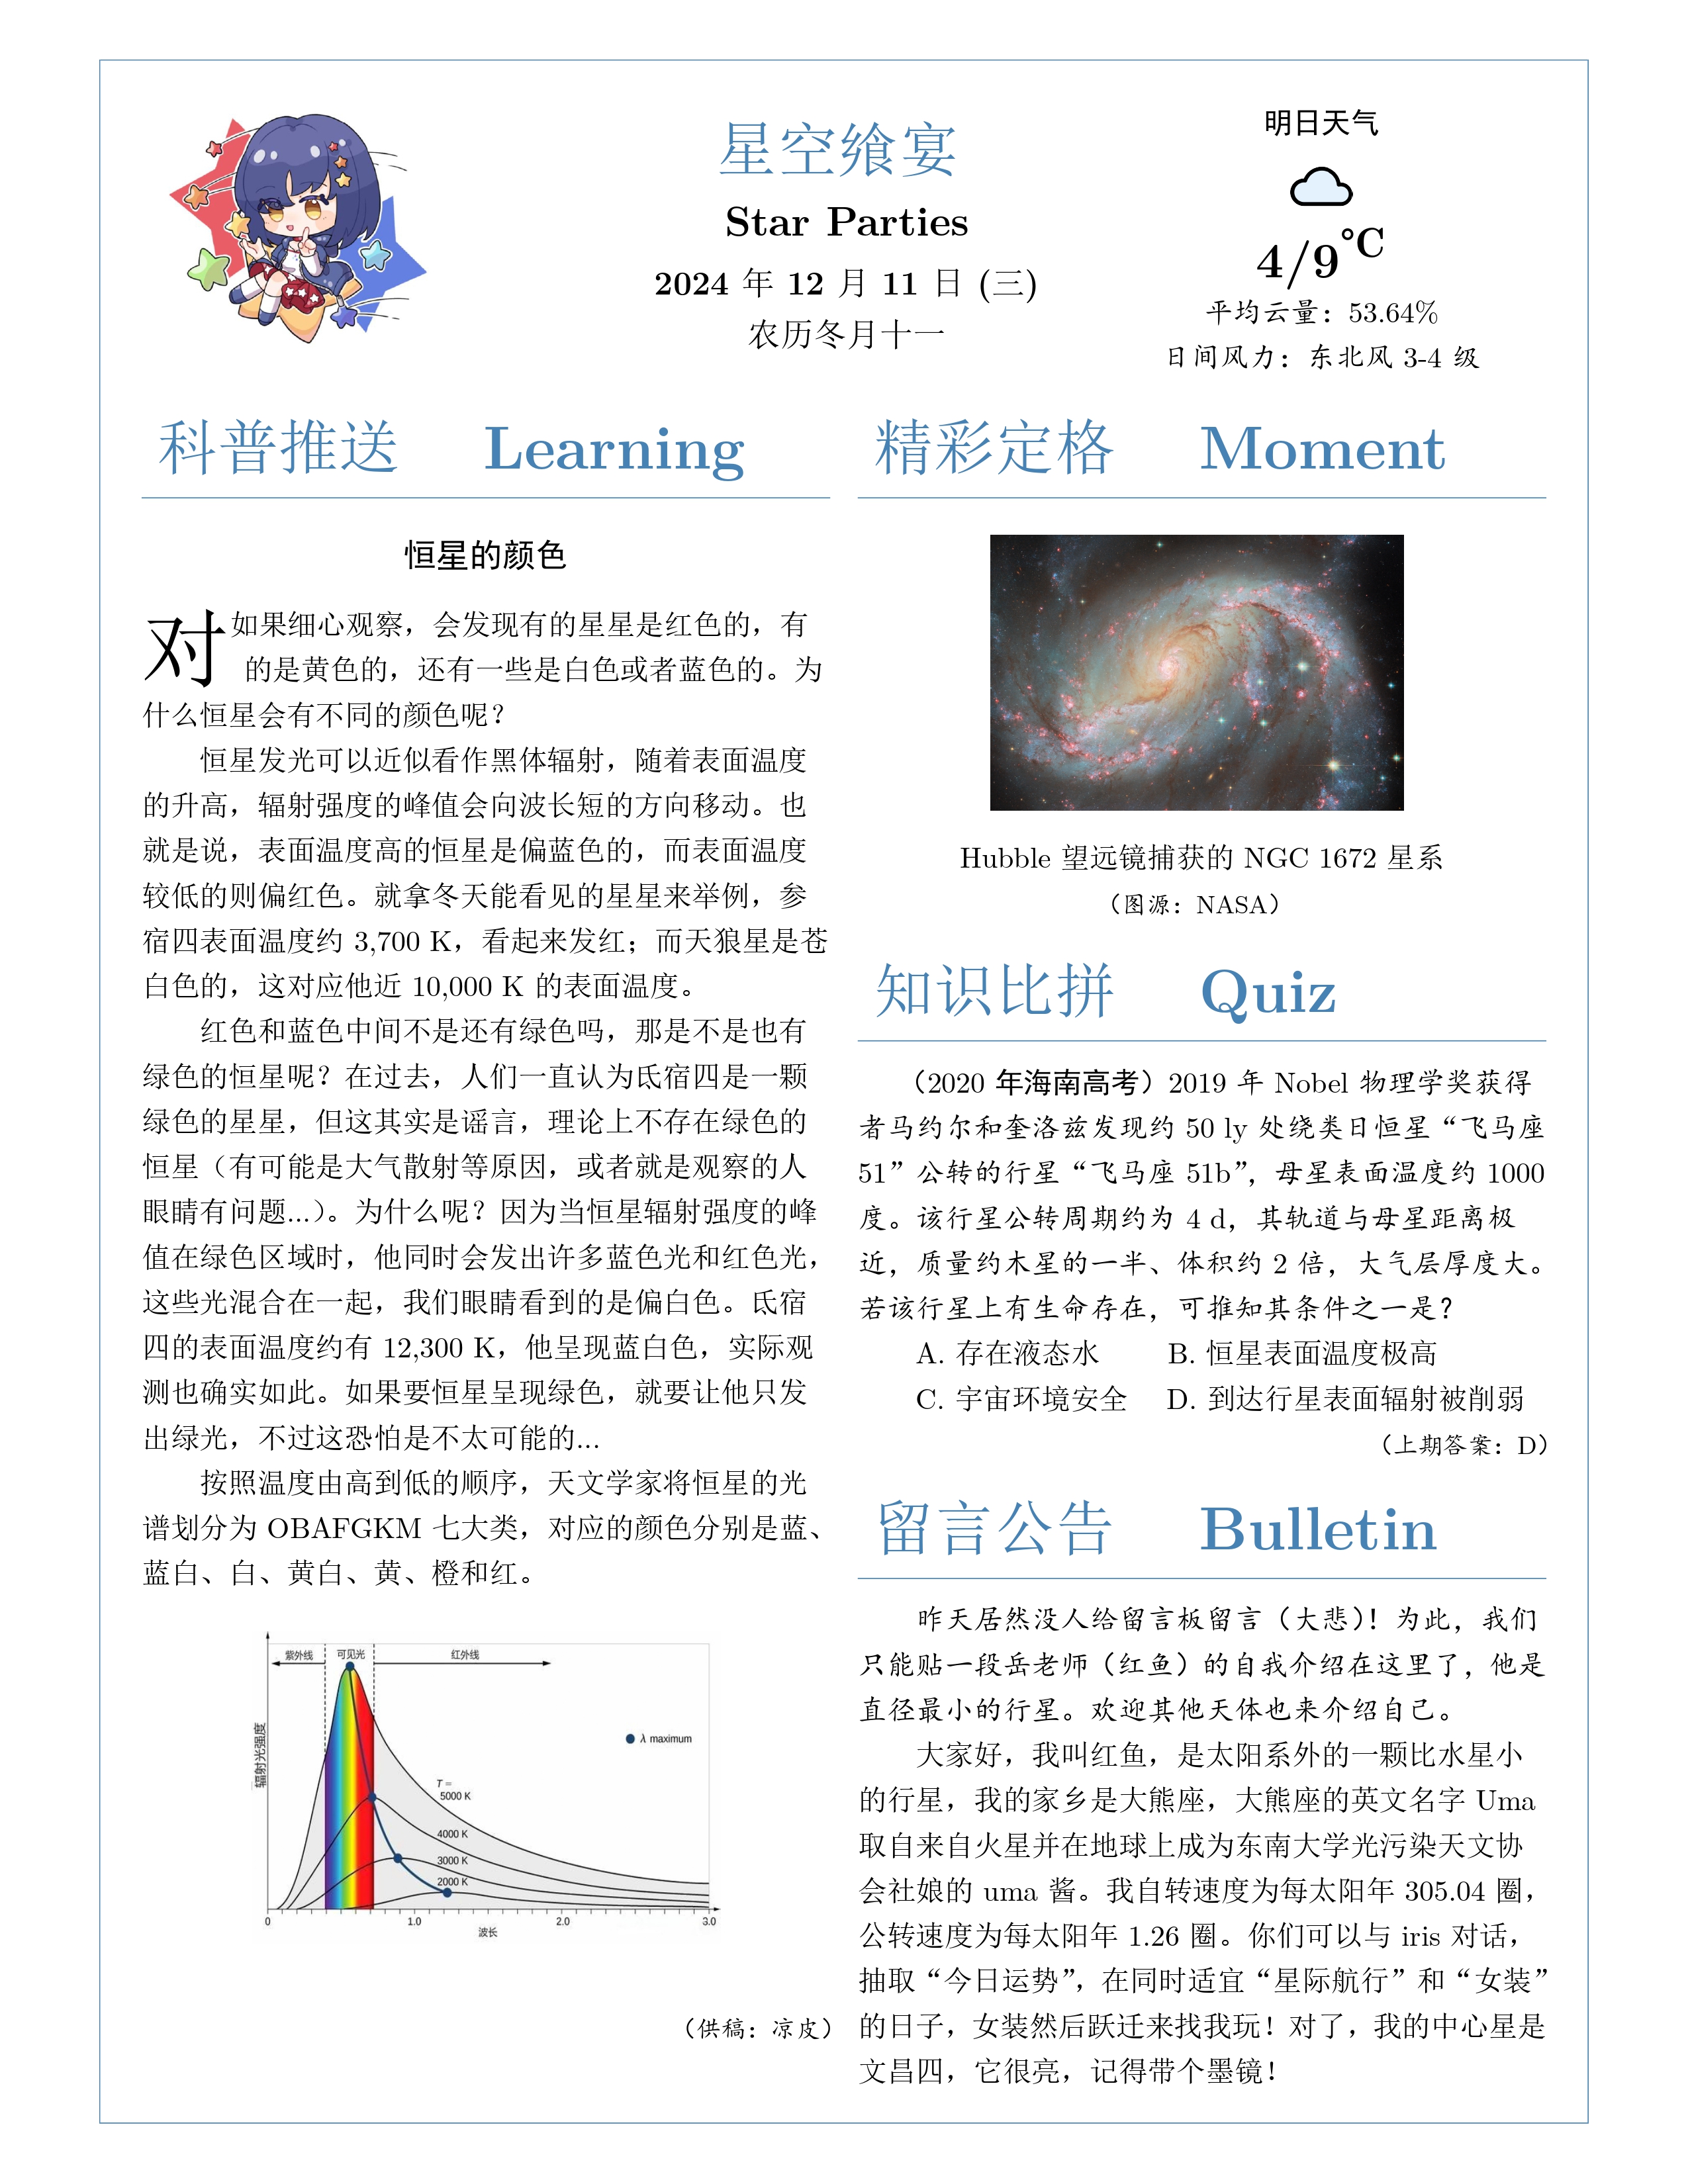 星空飨宴
Star Parties
2024 年 12 月 11 日 (三)
农历冬月十一
明日天气
4/9°C
平均云量：53.64%
日间风力：东北风 3-4 级
科普推送 Learning
恒星的颜色
对如果细心观察，会发现有的星星是红色的，有
的是黄色的，还有一些是白色或者蓝色的。为
什么恒星会有不同的颜色呢？
恒星发光可以近似看作黑体辐射，随着表面温度
的升高，辐射强度的峰值会向波长短的方向移动。也
就是说，表面温度高的恒星是偏蓝色的，而表面温度
较低的则偏红色。就拿冬天能看见的星星来举例，参
宿四表面温度约 3,700 K，看起来发红；而天狼星是苍
白色的，这对应他近 10,000 K 的表面温度。
红色和蓝色中间不是还有绿色吗，那是不是也有
绿色的恒星呢？在过去，人们一直认为氐宿四是一颗
绿色的星星，但这其实是谣言，理论上不存在绿色的
恒星（有可能是大气散射等原因，或者就是观察的人
眼睛有问题...）。为什么呢？因为当恒星辐射强度的峰
值在绿色区域时，他同时会发出许多蓝色光和红色光，
这些光混合在一起，我们眼睛看到的是偏白色。氐宿
四的表面温度约有 12,300 K，他呈现蓝白色，实际观
测也确实如此。如果要恒星呈现绿色，就要让他只发
出绿光，不过这恐怕是不太可能的...
按照温度由高到低的顺序，天文学家将恒星的光
谱划分为 OBAFGKM 七大类，对应的颜色分别是蓝、
蓝白、白、黄白、黄、橙和红。
紫外线 可见光 红外线
λ maximum
辐射光强度
T =
5000 K
4000 K
3000 K
2000 K
0 1.0 2.0 3.0
波长
（供稿：凉皮）
精彩定格 Moment
Hubble 望远镜捕获的 NGC 1672 星系
（图源：NASA）
知识比拼 Quiz
（2020 年海南高考）2019 年 Nobel 物理学奖获得
者马约尔和奎洛兹发现约 50 ly 处绕类日恒星“飞马座
51”公转的行星“飞马座 51b”，母星表面温度约 1000
度。该行星公转周期约为 4 d，其轨道与母星距离极
近，质量约木星的一半、体积约 2 倍，大气层厚度大。
若该行星上有生命存在，可推知其条件之一是？
A. 存在液态水 B. 恒星表面温度极高
C. 宇宙环境安全 D. 到达行星表面辐射被削弱
（上期答案：D）
留言公告 Bulletin
昨天居然没人给留言板留言（大悲）！为此，我们
只能贴一段岳老师（红鱼）的自我介绍在这里了，他是
直径最小的行星。欢迎其他天体也来介绍自己。
大家好，我叫红鱼，是太阳系外的一颗比水星小
的行星，我的家乡是大熊座，大熊座的英文名字 Uma
取自来自火星并在地球上成为东南大学光污染天文协
会社娘的 uma 酱。我自转速度为每太阳年 305.04 圈，
公转速度为每太阳年 1.26 圈。你们可以与 iris 对话，
抽取“今日运势”，在同时适宜“星际航行”和“女装”
的日子，女装然后跃迁来找我玩！对了，我的中心星是
文昌四，它很亮，记得带个墨镜！